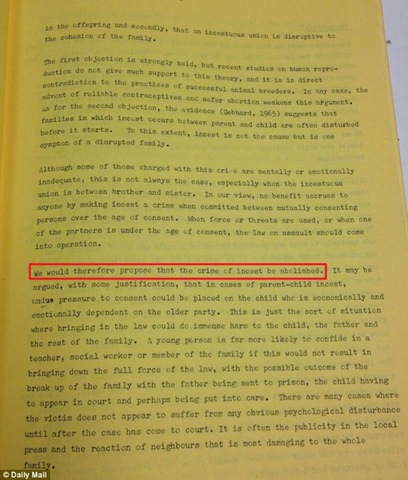 in the offspring and secondly, that an incestuous union is disruptive to
the cohesion of the family.
The first objection is strongly held, but recent studies on human repro-
duction do not give much support to this theory, and it is in direct
contradiction to the practices of successful animal breeders. In any case, the
advent of reliable contraceptives and safer abortion weakens this argument.
As for the second objection, the evidence (Gebhard, 1965) suggests that
families in which incest occurs between parent and child are often disturbed
before it starts. To this extent, incest is not the cause but is one
sympton of a disrupted family.
Although some of those charged with this crime are mentally or emotionally
inadequate, this is not always the case, especially when the incestuous
union is between brother and sister. In our view, no benefit accrues to
anyone by making incest a crime when committed between mutually consenting
persons over the age of consent. When force or threats are used, or when one
of the partners is under the age of consent, the law on assault should come
into operation.
We would therefore propose that the crime of incest be abolished. It may be
argued, with some justification, that in cases of parent-child incest,
undue pressure to consent could be placed on the child who is economically and
emotionally dependent on the older party. This is just the sort of situation
where bringing in the law could do immense harm to the child, the father and
the rest of the family. A young person is far more likely to confide in a
teacher, social worker or member of the family if this would not result in
bringing down the full force of the law, with the possible outcome of the
break up of the family with the father being sent to prison, the child having
to appear in court and perhaps being put into care. There are many cases where
the victim does not appear to suffer from any obvious psychological disturbance
until after the case has come to court. It is often the publicity in the local
press and the reaction of neighbours that is most damaging to the whole
family.
© Daily Mail